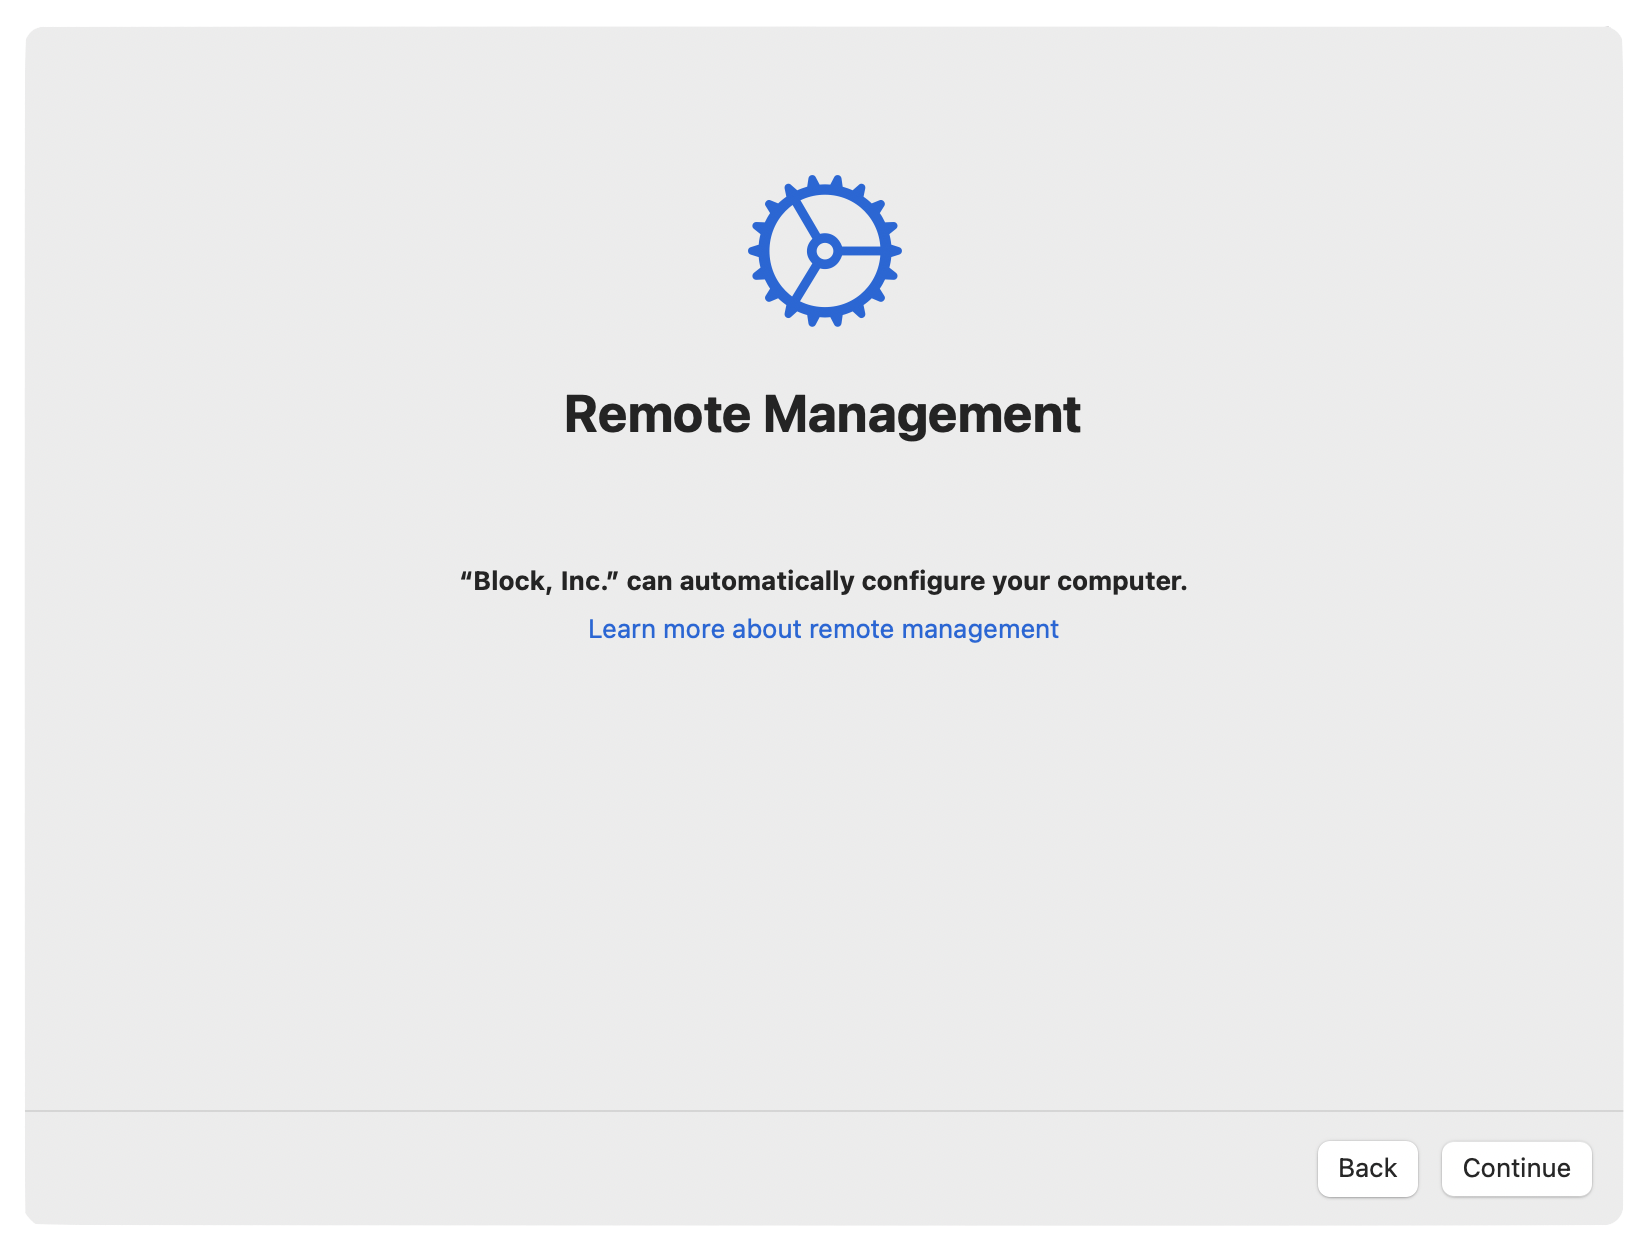 Remote Management
“Block, Inc.” can automatically configure your computer.
Learn more about remote management
Back
Continue